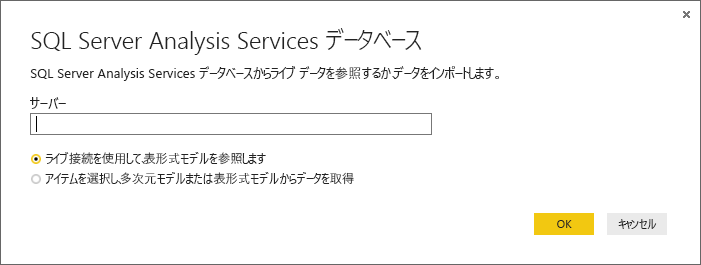 SQL Server Analysis Services データベース
SQL Server Analysis Services データベースからライブ データを参照するか、データをインポートします。
サーバー
ライブ接続を使用して、表形式モデルを参照します
アイテムを選択し、多次元モデルまたは表形式モデルからデータを取得
OK
キャンセル